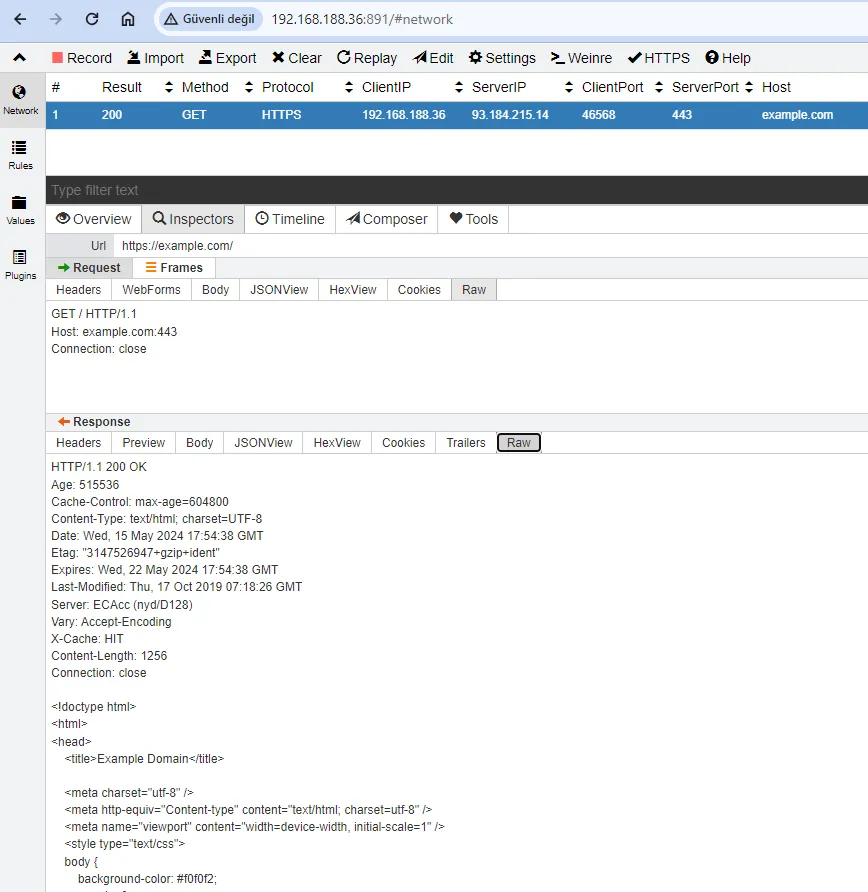 Güvenli değil 192.168.188.36:891/#network
Record Import Export Clear Replay Edit Settings Weinre HTTPS Help
# Result Method Protocol ClientIP ServerIP ClientPort ServerPort Host
Network
1 200 GET HTTPS 192.168.188.36 93.184.215.14 46568 443 example.com
Rules
Type filter text
Values
Overview Inspectors Timeline Composer Tools
Url https://example.com/
Plugins
Request Frames
Headers WebForms Body JSONView HexView Cookies Raw
GET / HTTP/1.1
Host: example.com:443
Connection: close
Response
Headers Preview Body JSONView HexView Cookies Trailers Raw
HTTP/1.1 200 OK
Age: 515536
Cache-Control: max-age=604800
Content-Type: text/html; charset=UTF-8
Date: Wed, 15 May 2024 17:54:38 GMT
Etag: "3147526947+gzip+ident"
Expires: Wed, 22 May 2024 17:54:38 GMT
Last-Modified: Thu, 17 Oct 2019 07:18:26 GMT
Server: ECAcc (nyd/D128)
Vary: Accept-Encoding
X-Cache: HIT
Content-Length: 1256
Connection: close
<!doctype html>
<html>
<head>
<title>Example Domain</title>
<meta charset="utf-8" />
<meta http-equiv="Content-type" content="text/html; charset=utf-8" />
<meta name="viewport" content="width=device-width, initial-scale=1" />
<style type="text/css">
body {
background-color: #f0f0f2;